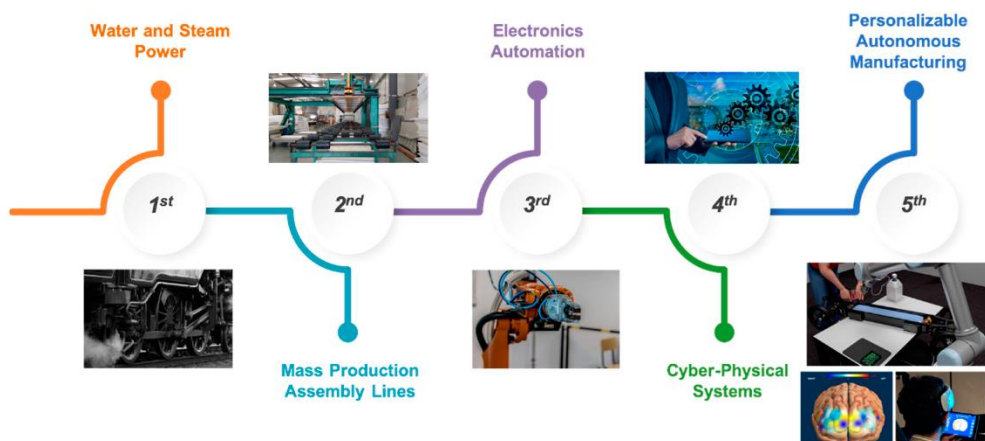 Water and Steam
Power
Electronics
Automation
Personalizable
Autonomous
Manufacturing
1st
2nd
3rd
4th
5th
Mass Production
Assembly Lines
Cyber-Physical
Systems